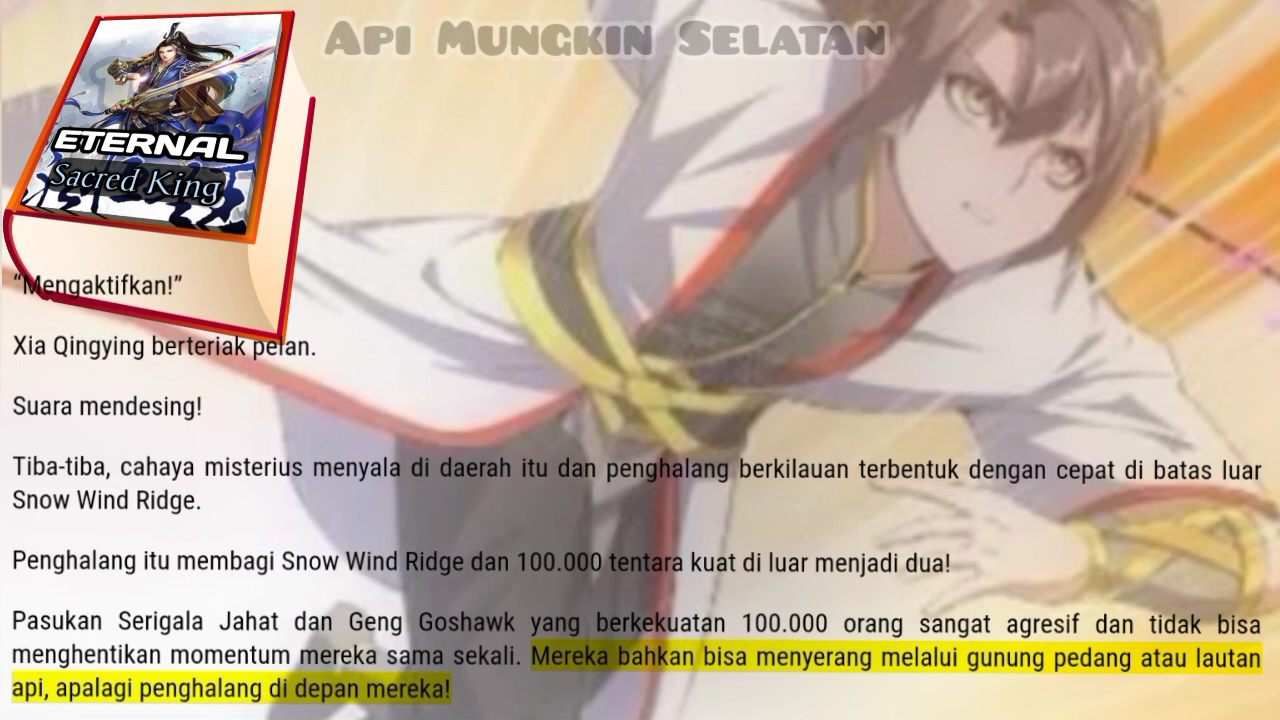 Api Mungkin Selatan
ETERNAL
Sacred King
“Mengaktifkan!”
Xia Qingying berteriak pelan.
Suara mendesing!
Tiba-tiba, cahaya misterius menyala di daerah itu dan penghalang berkilauan terbentuk dengan cepat di batas luar
Snow Wind Ridge.
Penghalang itu membagi Snow Wind Ridge dan 100.000 tentara kuat di luar menjadi dua!
Pasukan Serigala Jahat dan Geng Goshawk yang berkekuatan 100.000 orang sangat agresif dan tidak bisa
menghentikan momentum mereka sama sekali. Mereka bahkan bisa menyerang melalui gunung pedang atau lautan
api, apalagi penghalang di depan mereka!